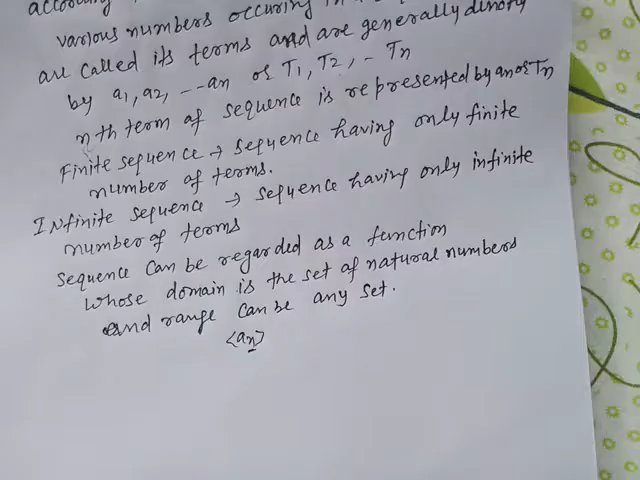 various numbers occuring in
are called its terms and are generally dinoty
by a1, a2, --an or T1, T2, - Tn
nth term of sequence is represented by an or Tn
Finite sequence → sequence having only finite
number of terms.
INfinite sequence → sequence having only infinite
number of terms
sequence can be regarded as a function
whose domain is the set of natural numbers
and range can be any set.
<an>